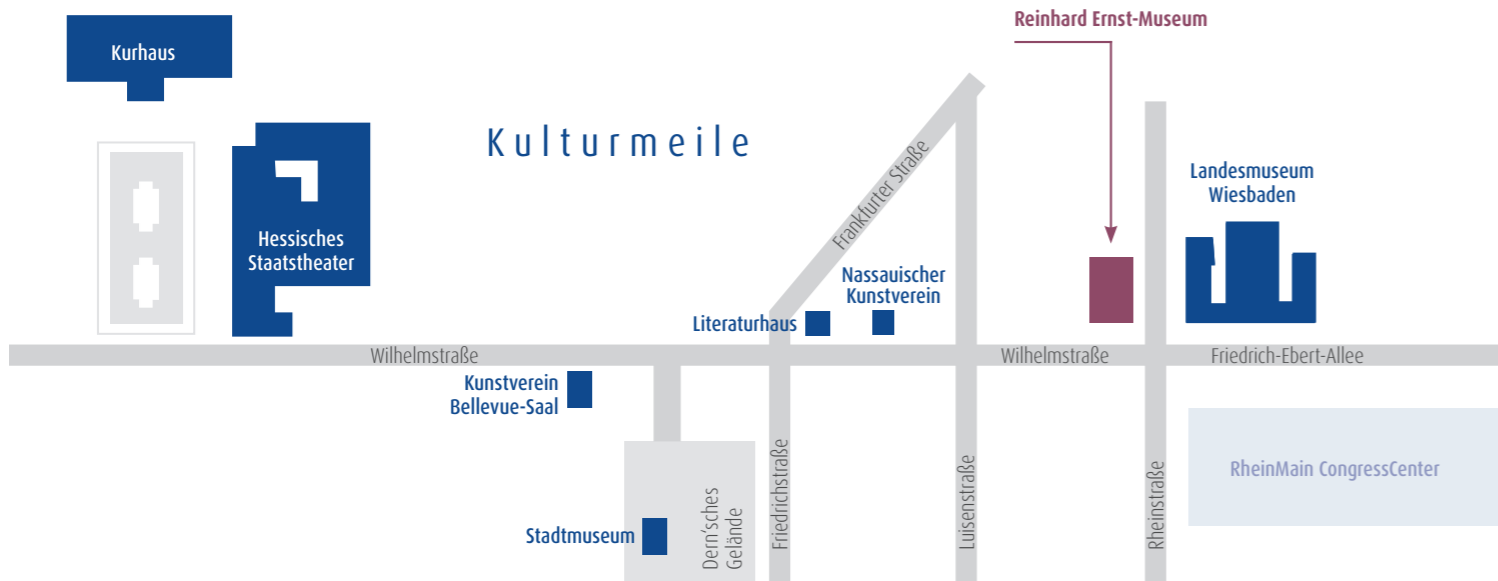 Reinhard Ernst-Museum
Kurhaus
Kulturmeile
Frankfurter Straße
Landesmuseum
Wiesbaden
Hessisches
Staatstheater
Nassauischer
Kunstverein
Literaturhaus
Wilhelmstraße
Wilhelmstraße
Friedrich-Ebert-Allee
Kunstverein
Bellevue-Saal
RheinMain CongressCenter
Stadtmuseum
Dern'sches
Gelände
Friedrichstraße
Luisenstraße
Rheinstraße